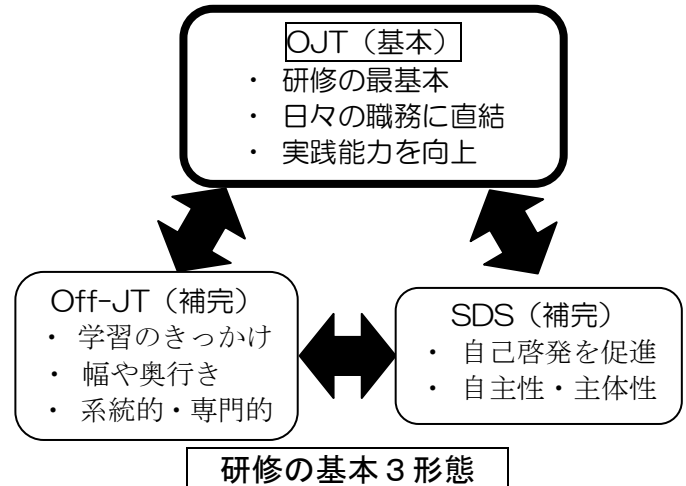 OJT（基本）
・ 研修の最基本
・ 日々の職務に直結
・ 実践能力を向上
Off-JT（補完）
・ 学習のきっかけ
・ 幅や奥行き
・ 系統的・専門的
SDS（補完）
・ 自己啓発を促進
・ 自主性・主体性
研修の基本３形態